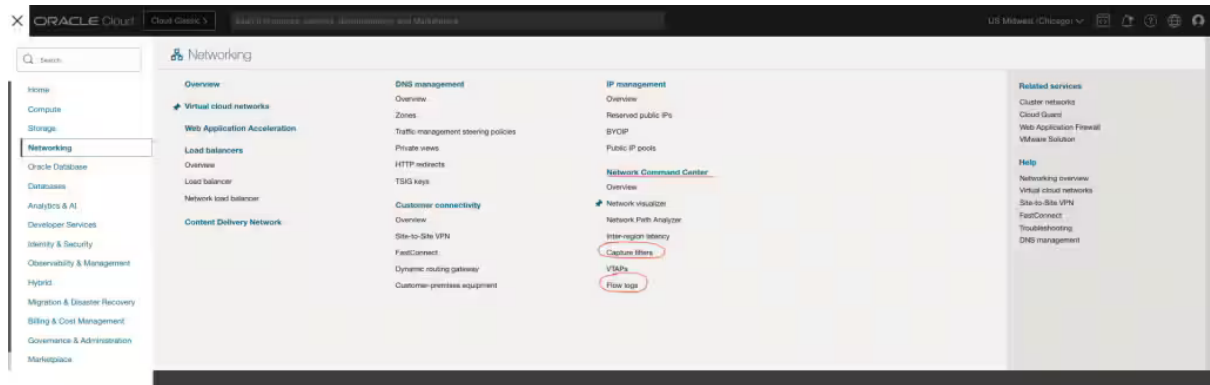 ORACLE Cloud
Cloud Classic >
US Midwest (Chicago)
Search
Home
Compute
Storage
Networking
Oracle Database
Databases
Analytics & AI
Developer Services
Identity & Security
Observability & Management
Hybrid
Migration & Disaster Recovery
Billing & Cost Management
Governance & Administration
Marketplace
Networking
Overview
Virtual cloud networks
Web Application Acceleration
Load balancers
Overview
Load balancer
Network load balancer
Content Delivery Network
DNS management
Overview
Zones
Traffic management steering policies
Private views
HTTP redirects
TSIG keys
Customer connectivity
Overview
Site-to-Site VPN
FastConnect
Dynamic routing gateway
Customer-premises equipment
IP management
Overview
Reserved public IPs
BYOIP
Public IP pools
Network Command Center
Overview
Network visualizer
Network Path Analyzer
Inter-region latency
Capture filters
VTAPs
Flow logs
Related services
Cluster networks
Cloud Guard
Web Application Firewall
VMware Solution
Help
Networking overview
Virtual cloud networks
Site-to-Site VPN
FastConnect
Troubleshooting
DNS management